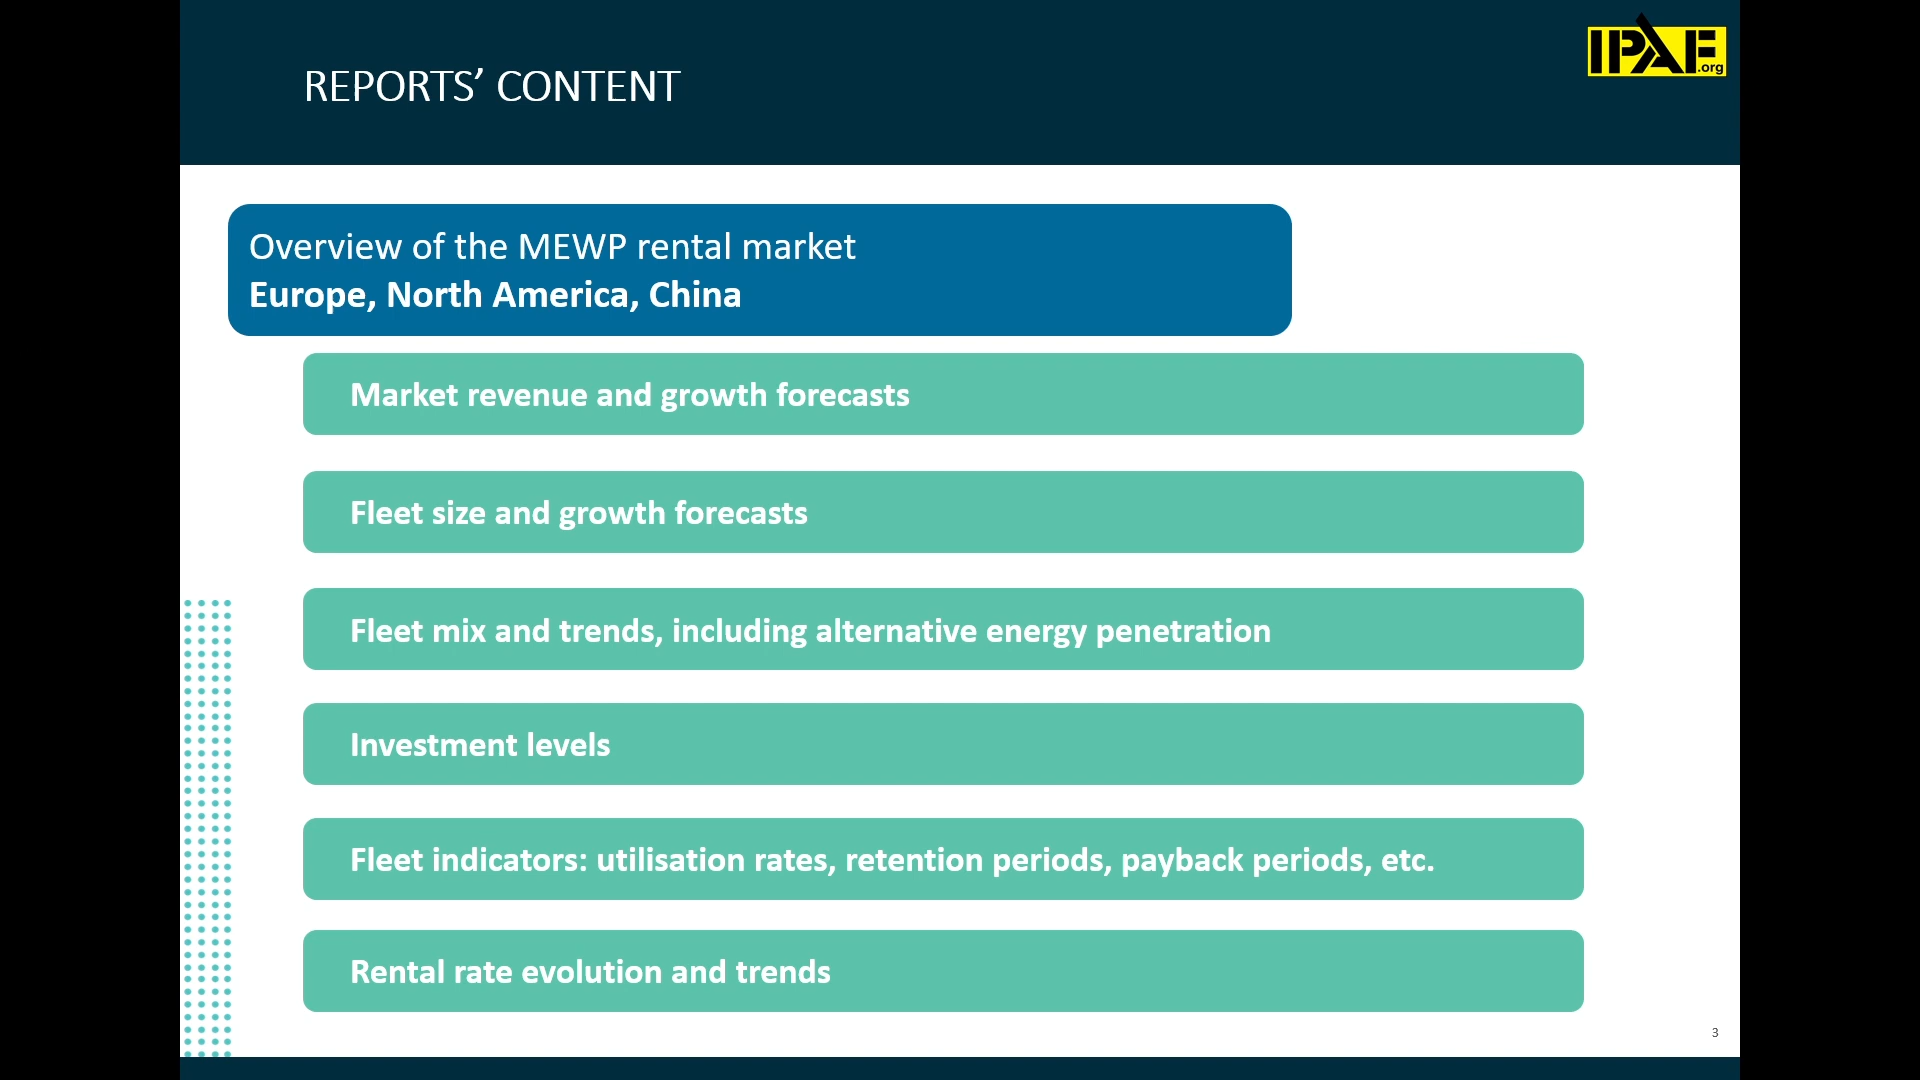 IPAF
.org
REPORTS’ CONTENT
Overview of the MEWP rental market
Europe, North America, China
Market revenue and growth forecasts
Fleet size and growth forecasts
Fleet mix and trends, including alternative energy penetration
Investment levels
Fleet indicators: utilisation rates, retention periods, payback periods, etc.
Rental rate evolution and trends
3